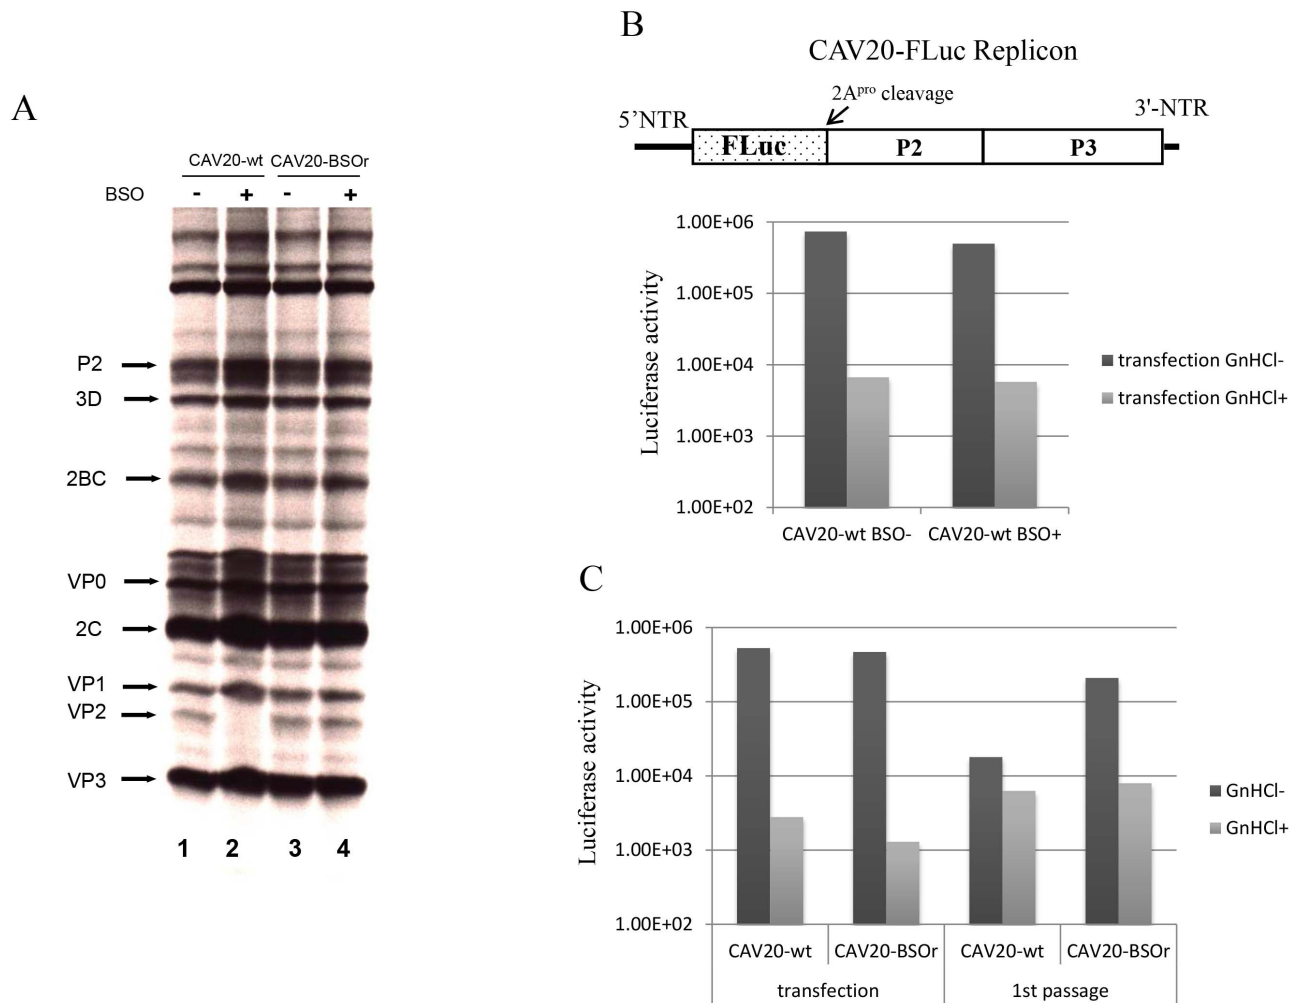 A
CAV20-wt CAV20-BSOr
BSO - + - +
P2
3D
2BC
VP0
2C
VP1
VP2
VP3
1 2 3 4
B
CAV20-FLuc Replicon
2Apro cleavage
5'NTR
3'-NTR
FLuc P2 P3
Luciferase activity
1.00E+06
1.00E+05
1.00E+04
1.00E+03
1.00E+02
CAV20-wt BSO- CAV20-wt BSO+
transfection GnHCl-
transfection GnHCl+
C
Luciferase activity
1.00E+06
1.00E+05
1.00E+04
1.00E+03
1.00E+02
CAV20-wt CAV20-BSOr CAV20-wt CAV20-BSOr
transfection 1st passage
GnHCl-
GnHCl+